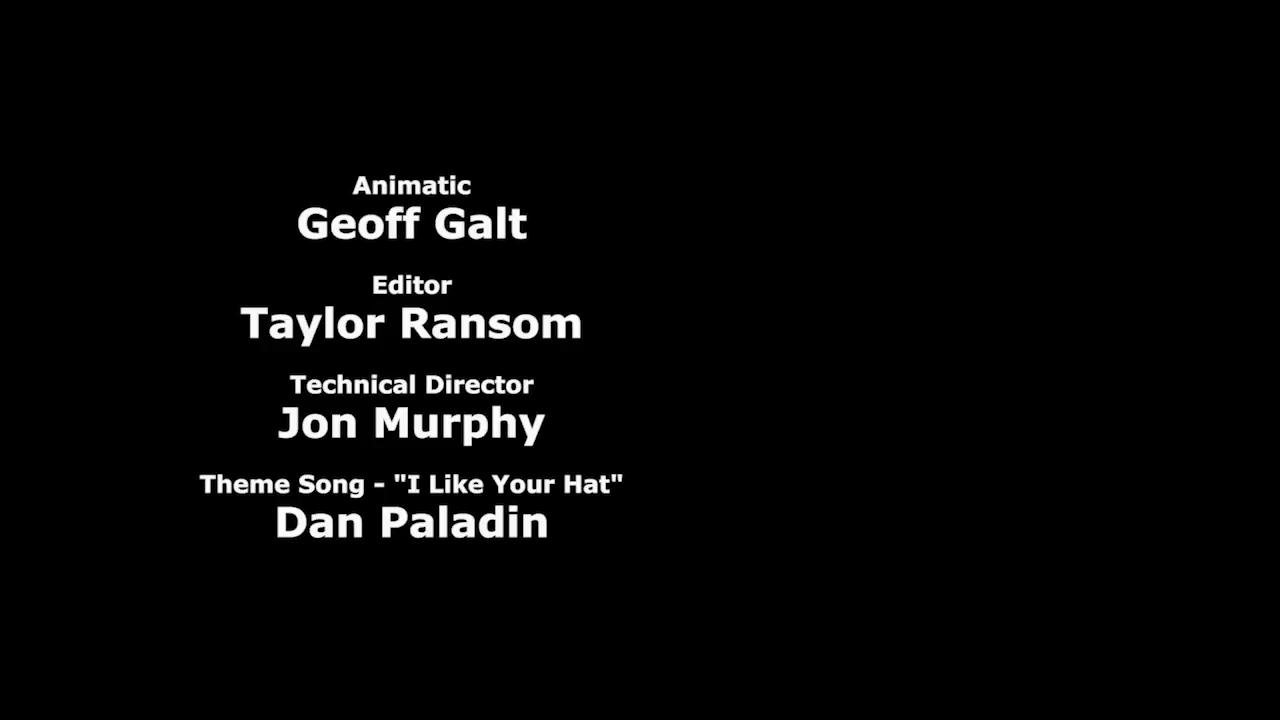 Animatic
Geoff Galt
Editor
Taylor Ransom
Technical Director
Jon Murphy
Theme Song - "I Like Your Hat"
Dan Paladin